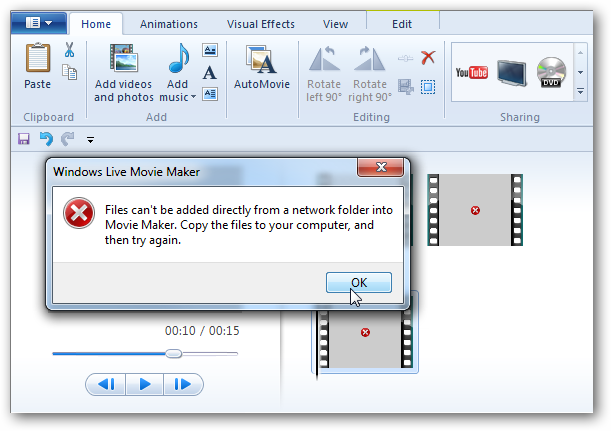 Home Animations Visual Effects View Edit
Paste
Add videos
and photos
Add
music
AutoMovie
Rotate
left 90°
Rotate
right 90°
YouTube
DVD
Clipboard Add Editing Sharing
Windows Live Movie Maker
Files can't be added directly from a network folder into
Movie Maker. Copy the files to your computer, and
then try again.
OK
00:10 / 00:15